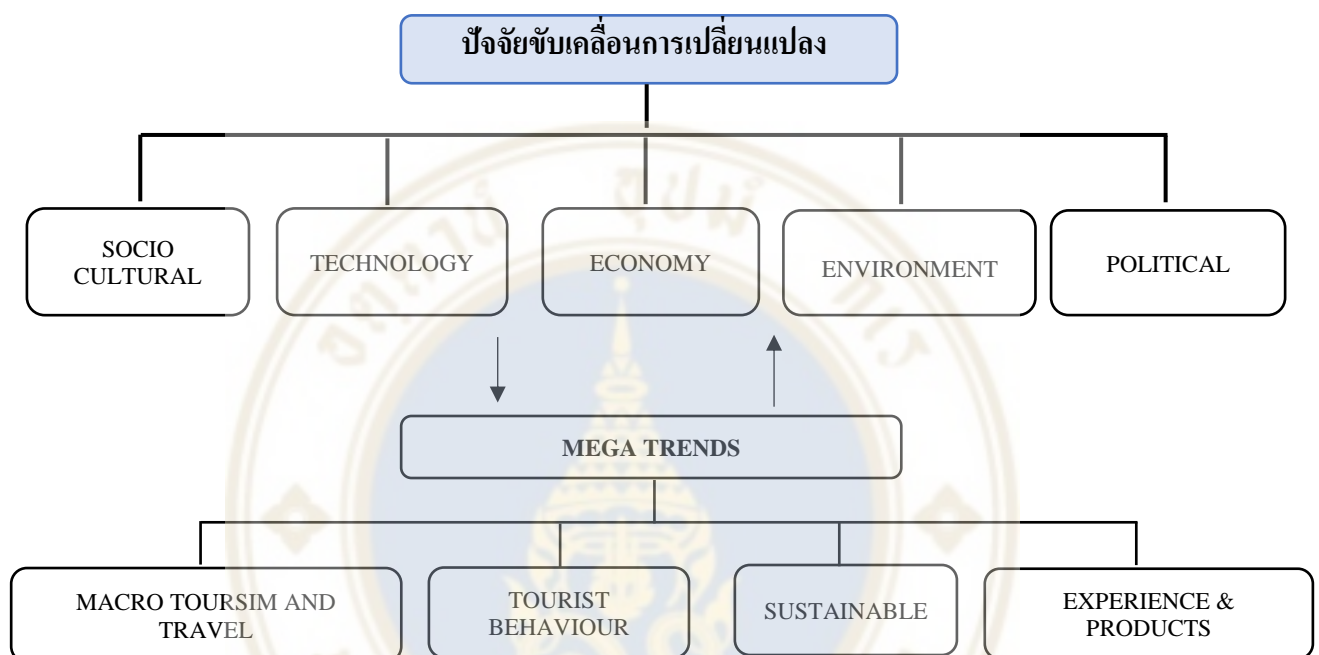 ปัจจัยขับเคลื่อนการเปลี่ยนแปลง
SOCIO
CULTURAL
TECHNOLOGY
ECONOMY
ENVIRONMENT
POLITICAL
MEGA TRENDS
MACRO TOURSIM AND
TRAVEL
TOURIST
BEHAVIOUR
SUSTAINABLE
EXPERIENCE &
PRODUCTS